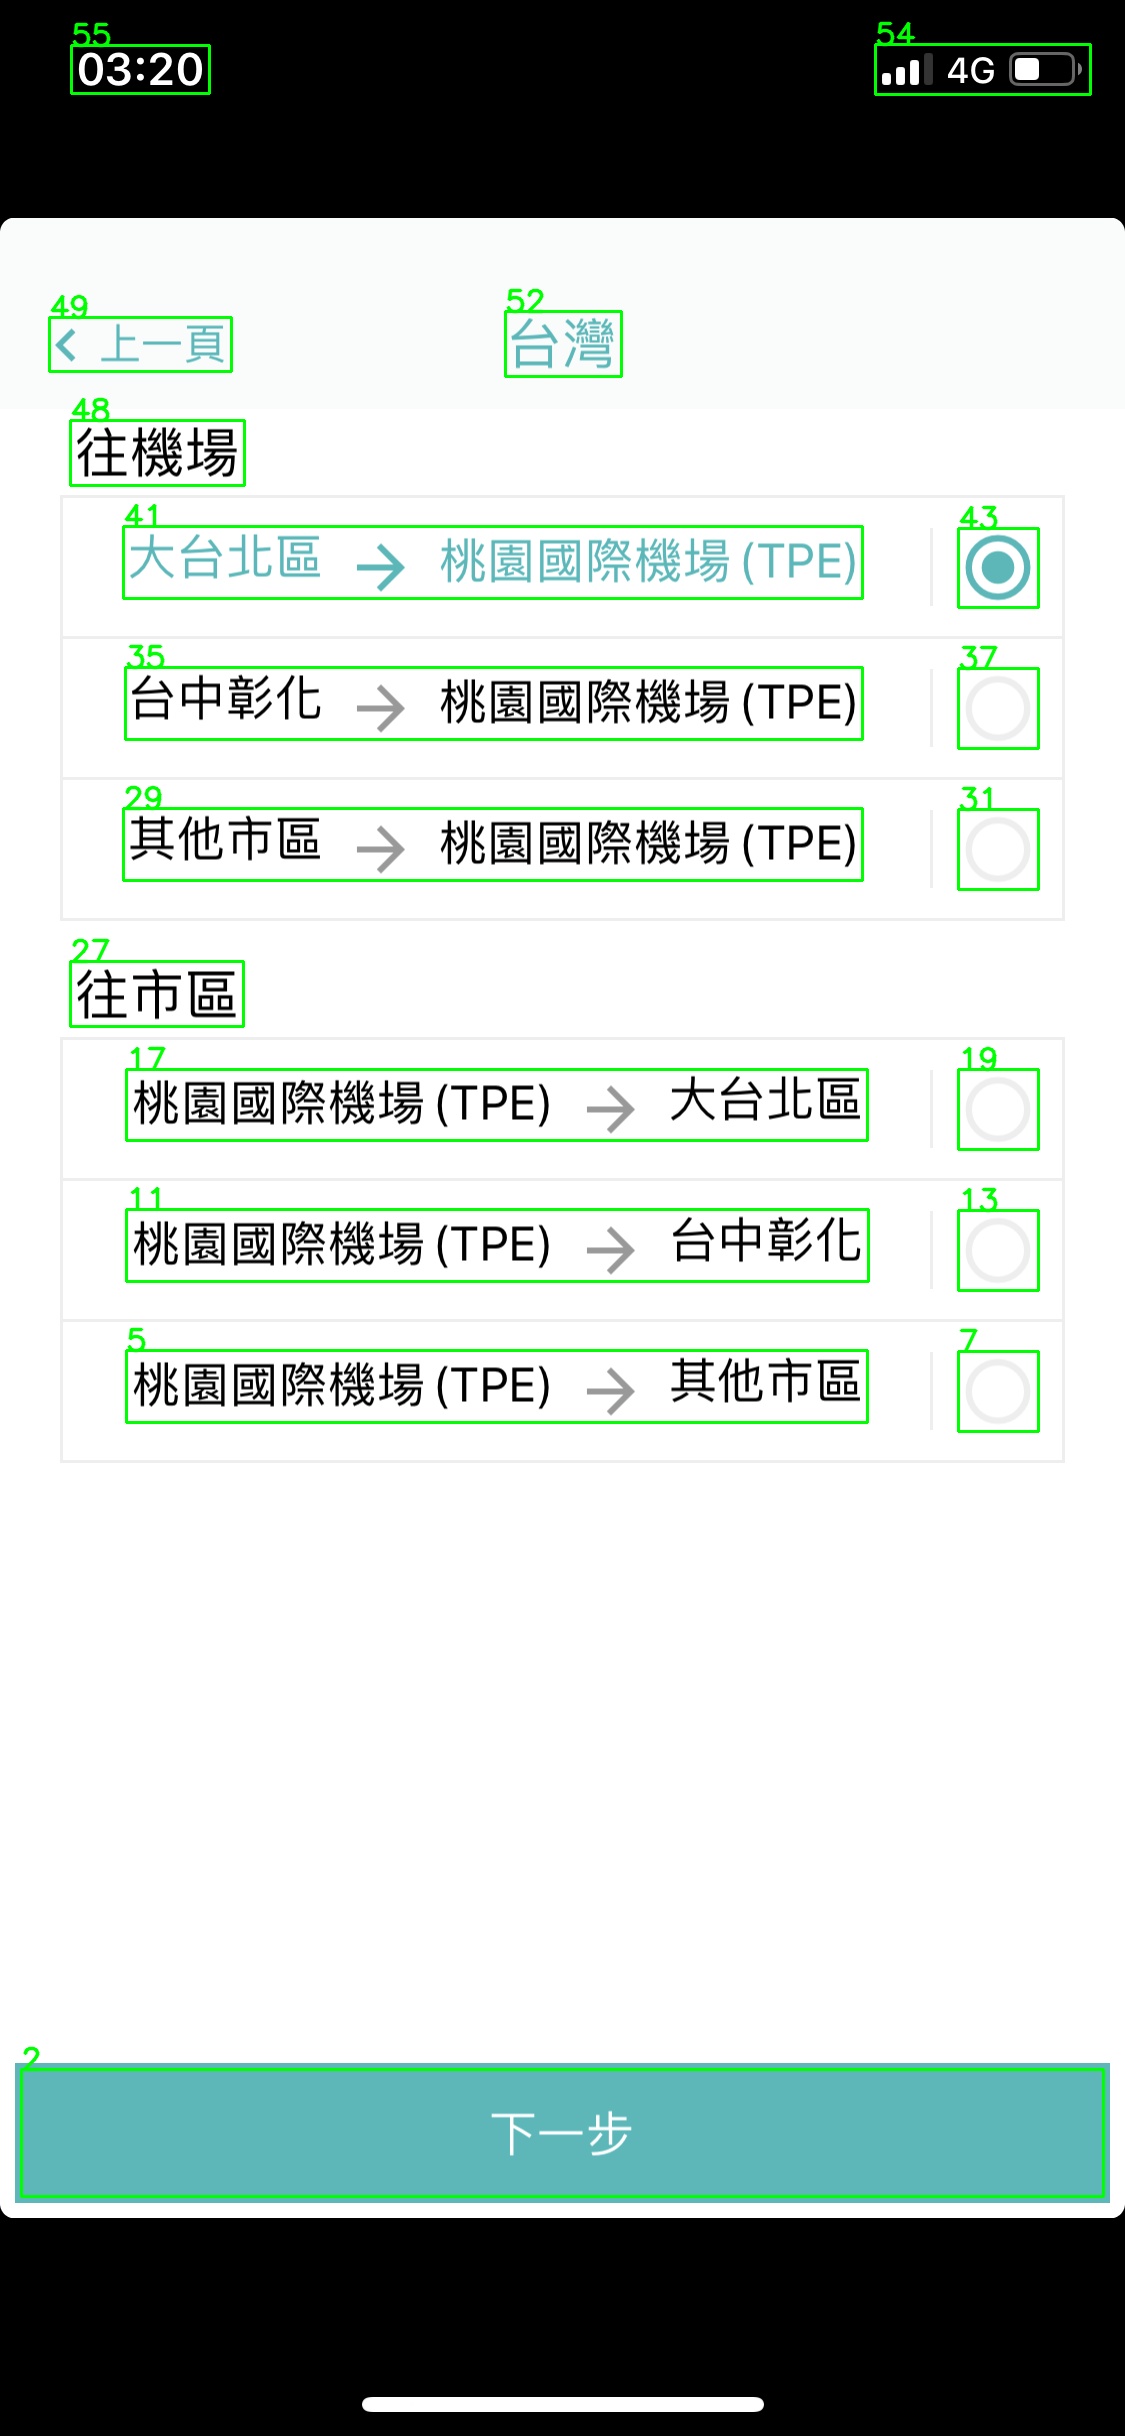 55
03:20
54
4G
49
上一頁
52
台灣
48
往機場
41
大台北區 → 桃園國際機場 (TPE)
43
35
台中彰化 → 桃園國際機場 (TPE)
37
29
其他市區 → 桃園國際機場 (TPE)
31
27
往市區
17
桃園國際機場 (TPE) → 大台北區
19
11
桃園國際機場 (TPE) → 台中彰化
13
5
桃園國際機場 (TPE) → 其他市區
7
2
下一步